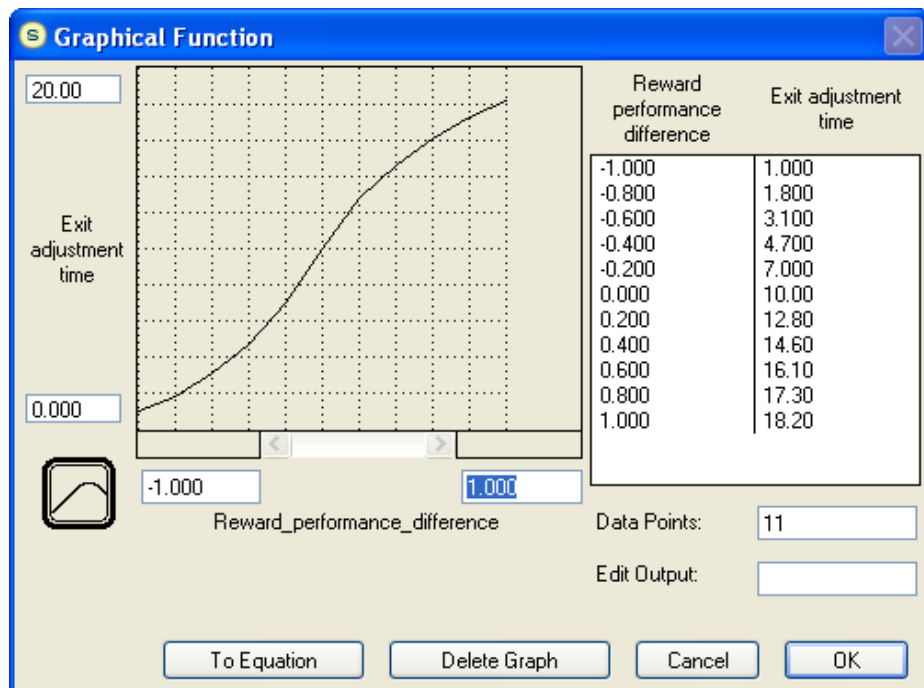 S Graphical Function
20.00
Exit
adjustment
time
0.000
-1.000 1.000
Reward_performance_difference
Reward
performance
difference
Exit adjustment
time
-1.000 1.000
-0.800 1.800
-0.600 3.100
-0.400 4.700
-0.200 7.000
0.000 10.00
0.200 12.80
0.400 14.60
0.600 16.10
0.800 17.30
1.000 18.20
Data Points: 11
Edit Output:
To Equation Delete Graph Cancel OK